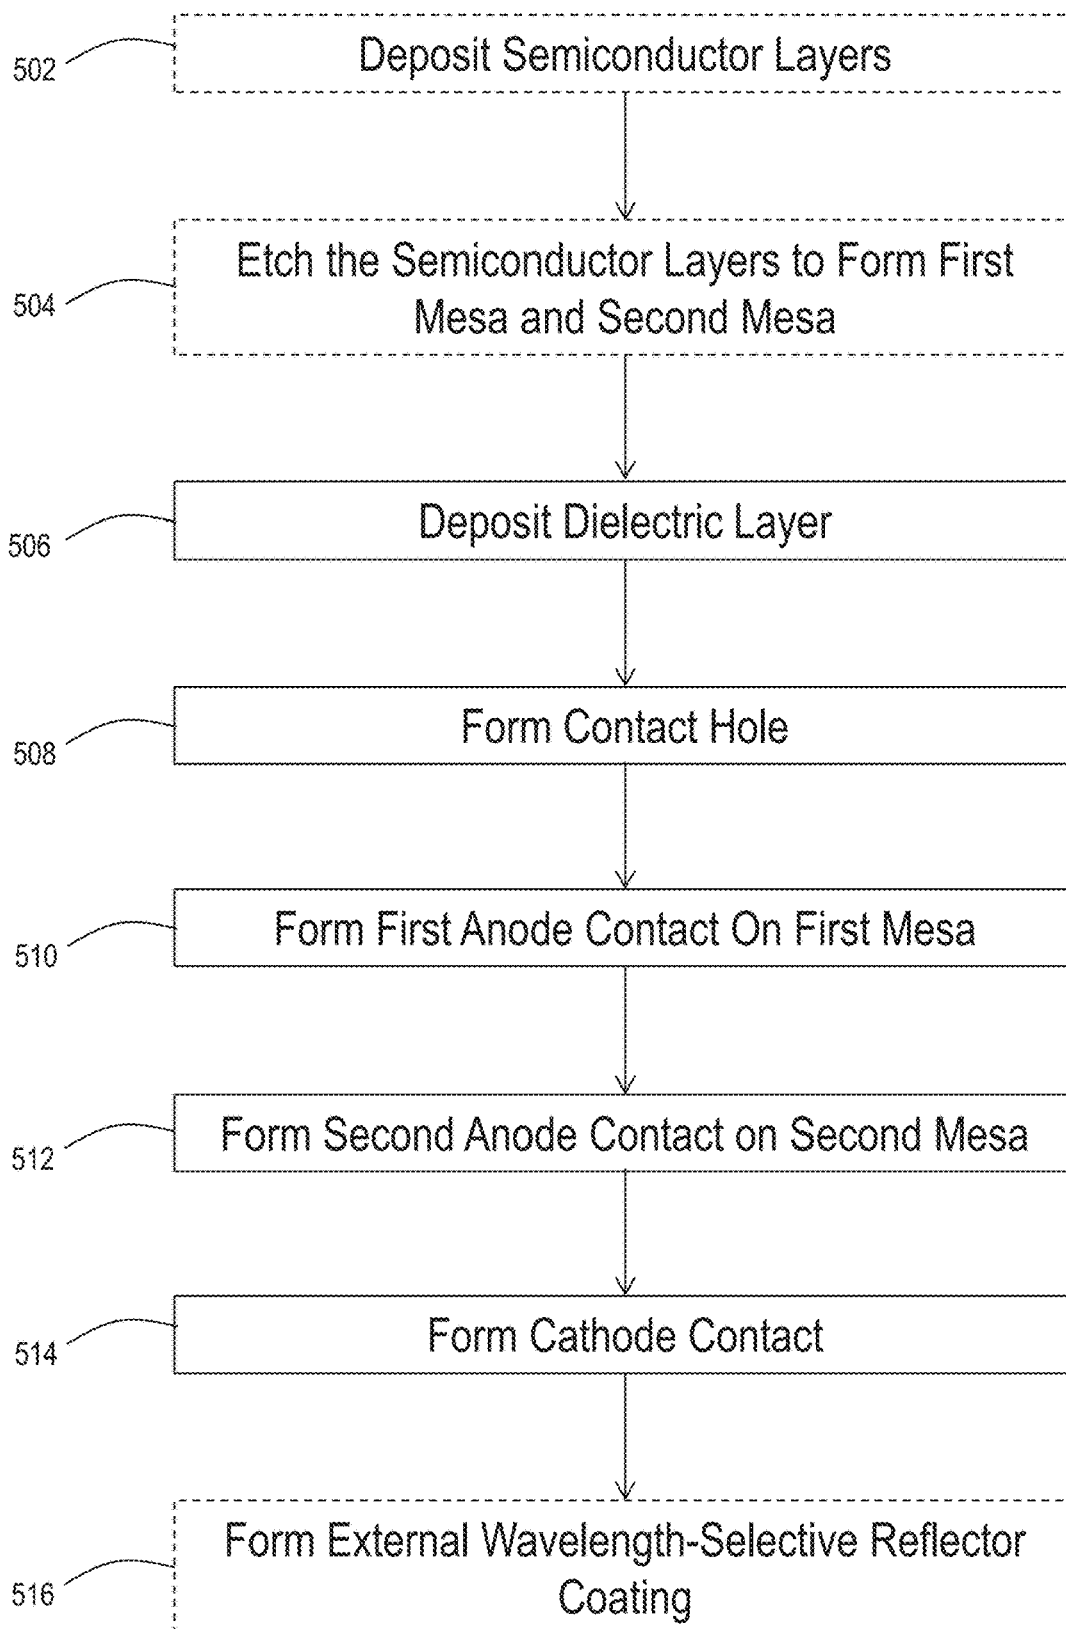 502
Deposit Semiconductor Layers
504
Etch the Semiconductor Layers to Form First
Mesa and Second Mesa
506
Deposit Dielectric Layer
508
Form Contact Hole
510
Form First Anode Contact On First Mesa
512
Form Second Anode Contact on Second Mesa
514
Form Cathode Contact
516
Form External Wavelength-Selective Reflector
Coating